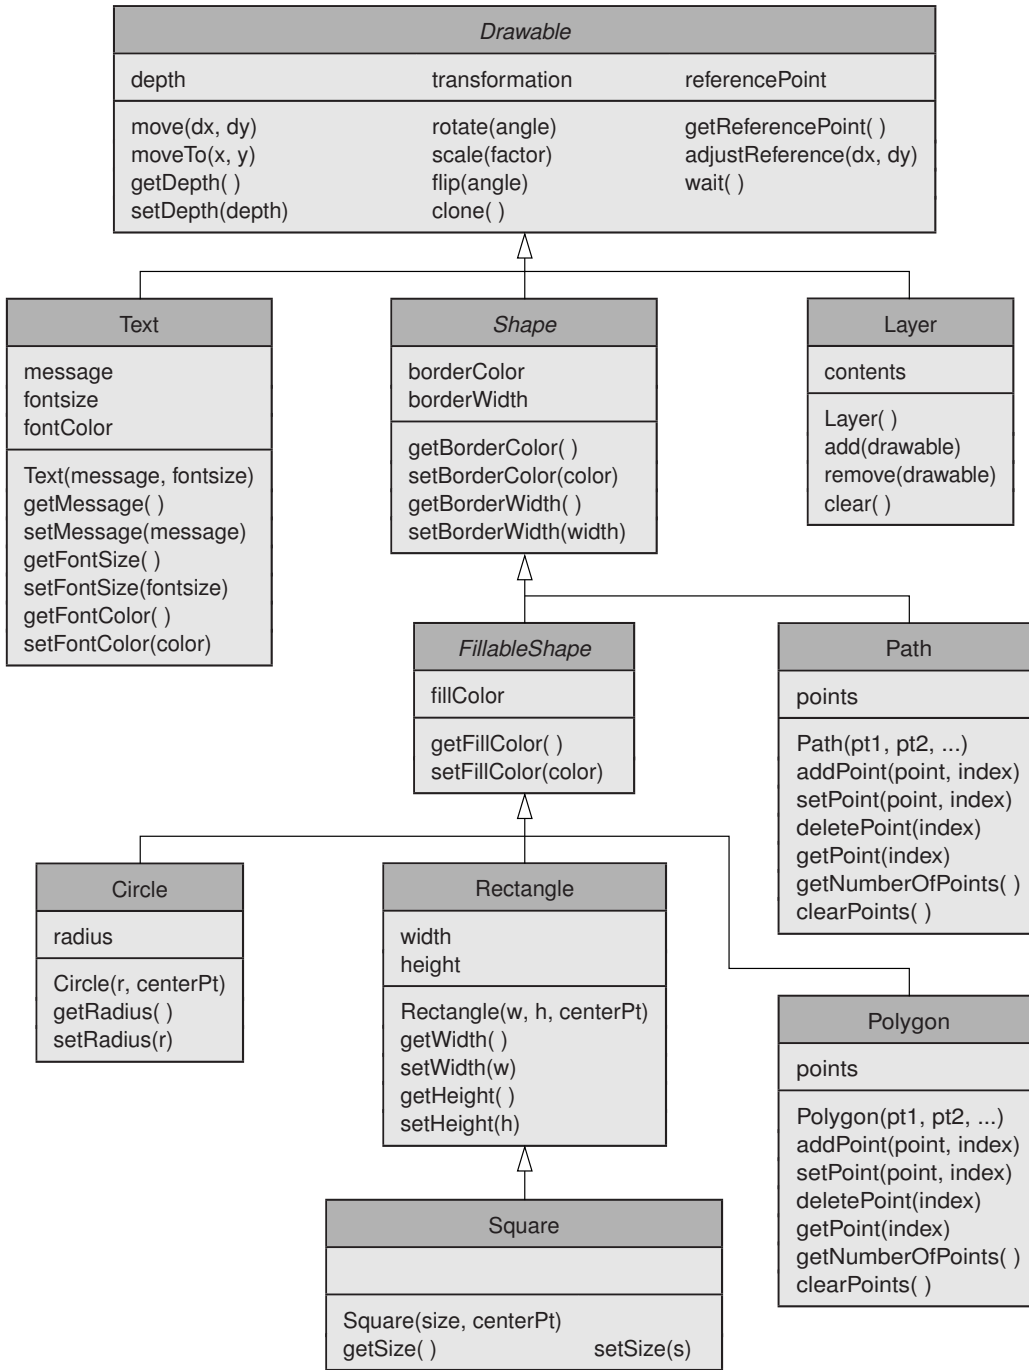 Drawable
depth transformation referencePoint
move(dx, dy) rotate(angle) getReferencePoint( )
moveTo(x, y) scale(factor) adjustReference(dx, dy)
getDepth( ) flip(angle) wait( )
setDepth(depth) clone( )
Text
message
fontsize
fontColor
Text(message, fontsize)
getMessage( )
setMessage(message)
getFontSize( )
setFontSize(fontsize)
getFontColor( )
setFontColor(color)
Shape
borderColor
borderWidth
getBorderColor( )
setBorderColor(color)
getBorderWidth( )
setBorderWidth(width)
Layer
contents
Layer( )
add(drawable)
remove(drawable)
clear( )
FillableShape
fillColor
getFillColor( )
setFillColor(color)
Path
points
Path(pt1, pt2, ...)
addPoint(point, index)
setPoint(point, index)
deletePoint(index)
getPoint(index)
getNumberOfPoints( )
clearPoints( )
Circle
radius
Circle(r, centerPt)
getRadius( )
setRadius(r)
Rectangle
width
height
Rectangle(w, h, centerPt)
getWidth( )
setWidth(w)
getHeight( )
setHeight(h)
Polygon
points
Polygon(pt1, pt2, ...)
addPoint(point, index)
setPoint(point, index)
deletePoint(index)
getPoint(index)
getNumberOfPoints( )
clearPoints( )
Square
Square(size, centerPt)
getSize( ) setSize(s)